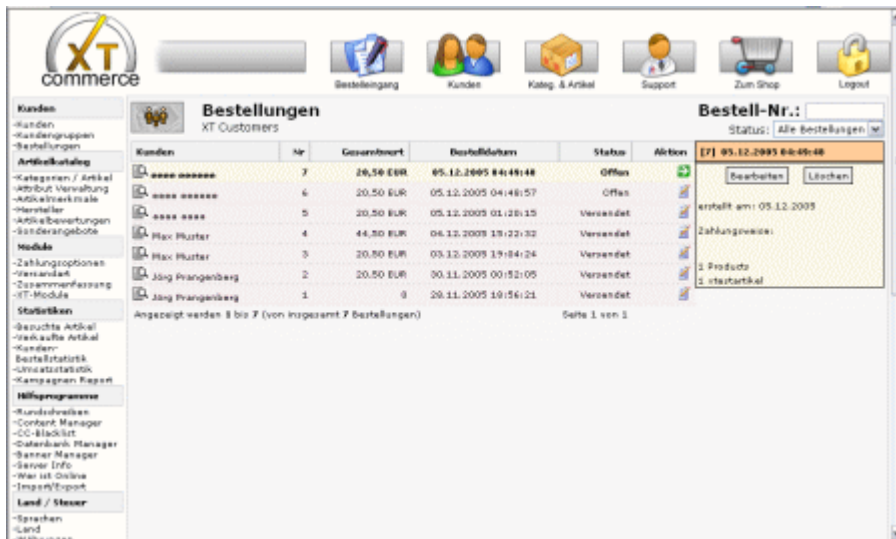 XT
commerce
Bestelleingang
Kunden
Kateg. & Artikel
Support
Zum Shop
Logout
Kunden
-Kunden
-Kundengruppen
-Bestellungen
Artikelkatalog
-Kategorien / Artikel
-Attribut Verwaltung
-Artikelmerkmale
-Hersteller
-Artikelbewertungen
-Sonderangebote
Module
-Zahlungsoptionen
-Versandart
-Zusammenfassung
-XT-Module
Statistiken
-Besuchte Artikel
-Verkaufte Artikel
-Kunden-
Bestellstatistik
-Umsatzstatistik
-Kampagnen Report
Hilfsprogramme
-Rundschreiben
-Content Manager
-CC-Blacklist
-Datenbank Manager
-Banner Manager
-Server Info
-Wer ist Online
-Import/Export
Land / Steuer
-Sprachen
-Land
Bestellungen
XT Customers
Bestell-Nr.:
Status: Alle Bestellungen
Kunden Nr Gesamtwert Bestelldatum Status Aktion
7 20,50 EUR 05.12.2005 04:49:48 Offen
6 20,50 EUR 05.12.2005 04:48:57 Offen
5 20,50 EUR 05.12.2005 01:20:15 Versendet
Max Muster 4 44,50 EUR 04.12.2005 15:22:32 Versendet
Max Muster 3 20,50 EUR 03.12.2005 19:04:24 Versendet
Jörg Prangenberg 2 20,50 EUR 30.11.2005 00:52:05 Versendet
Jörg Prangenberg 1 0 28.11.2005 18:56:21 Versendet
Angezeigt werden 1 bis 7 (von insgesamt 7 Bestellungen) Seite 1 von 1
[7] 05.12.2005 04:49:48
Bearbeiten Löschen
erstellt am: 05.12.2005
Zahlungsweise:
1 Products
1 xtestartikel